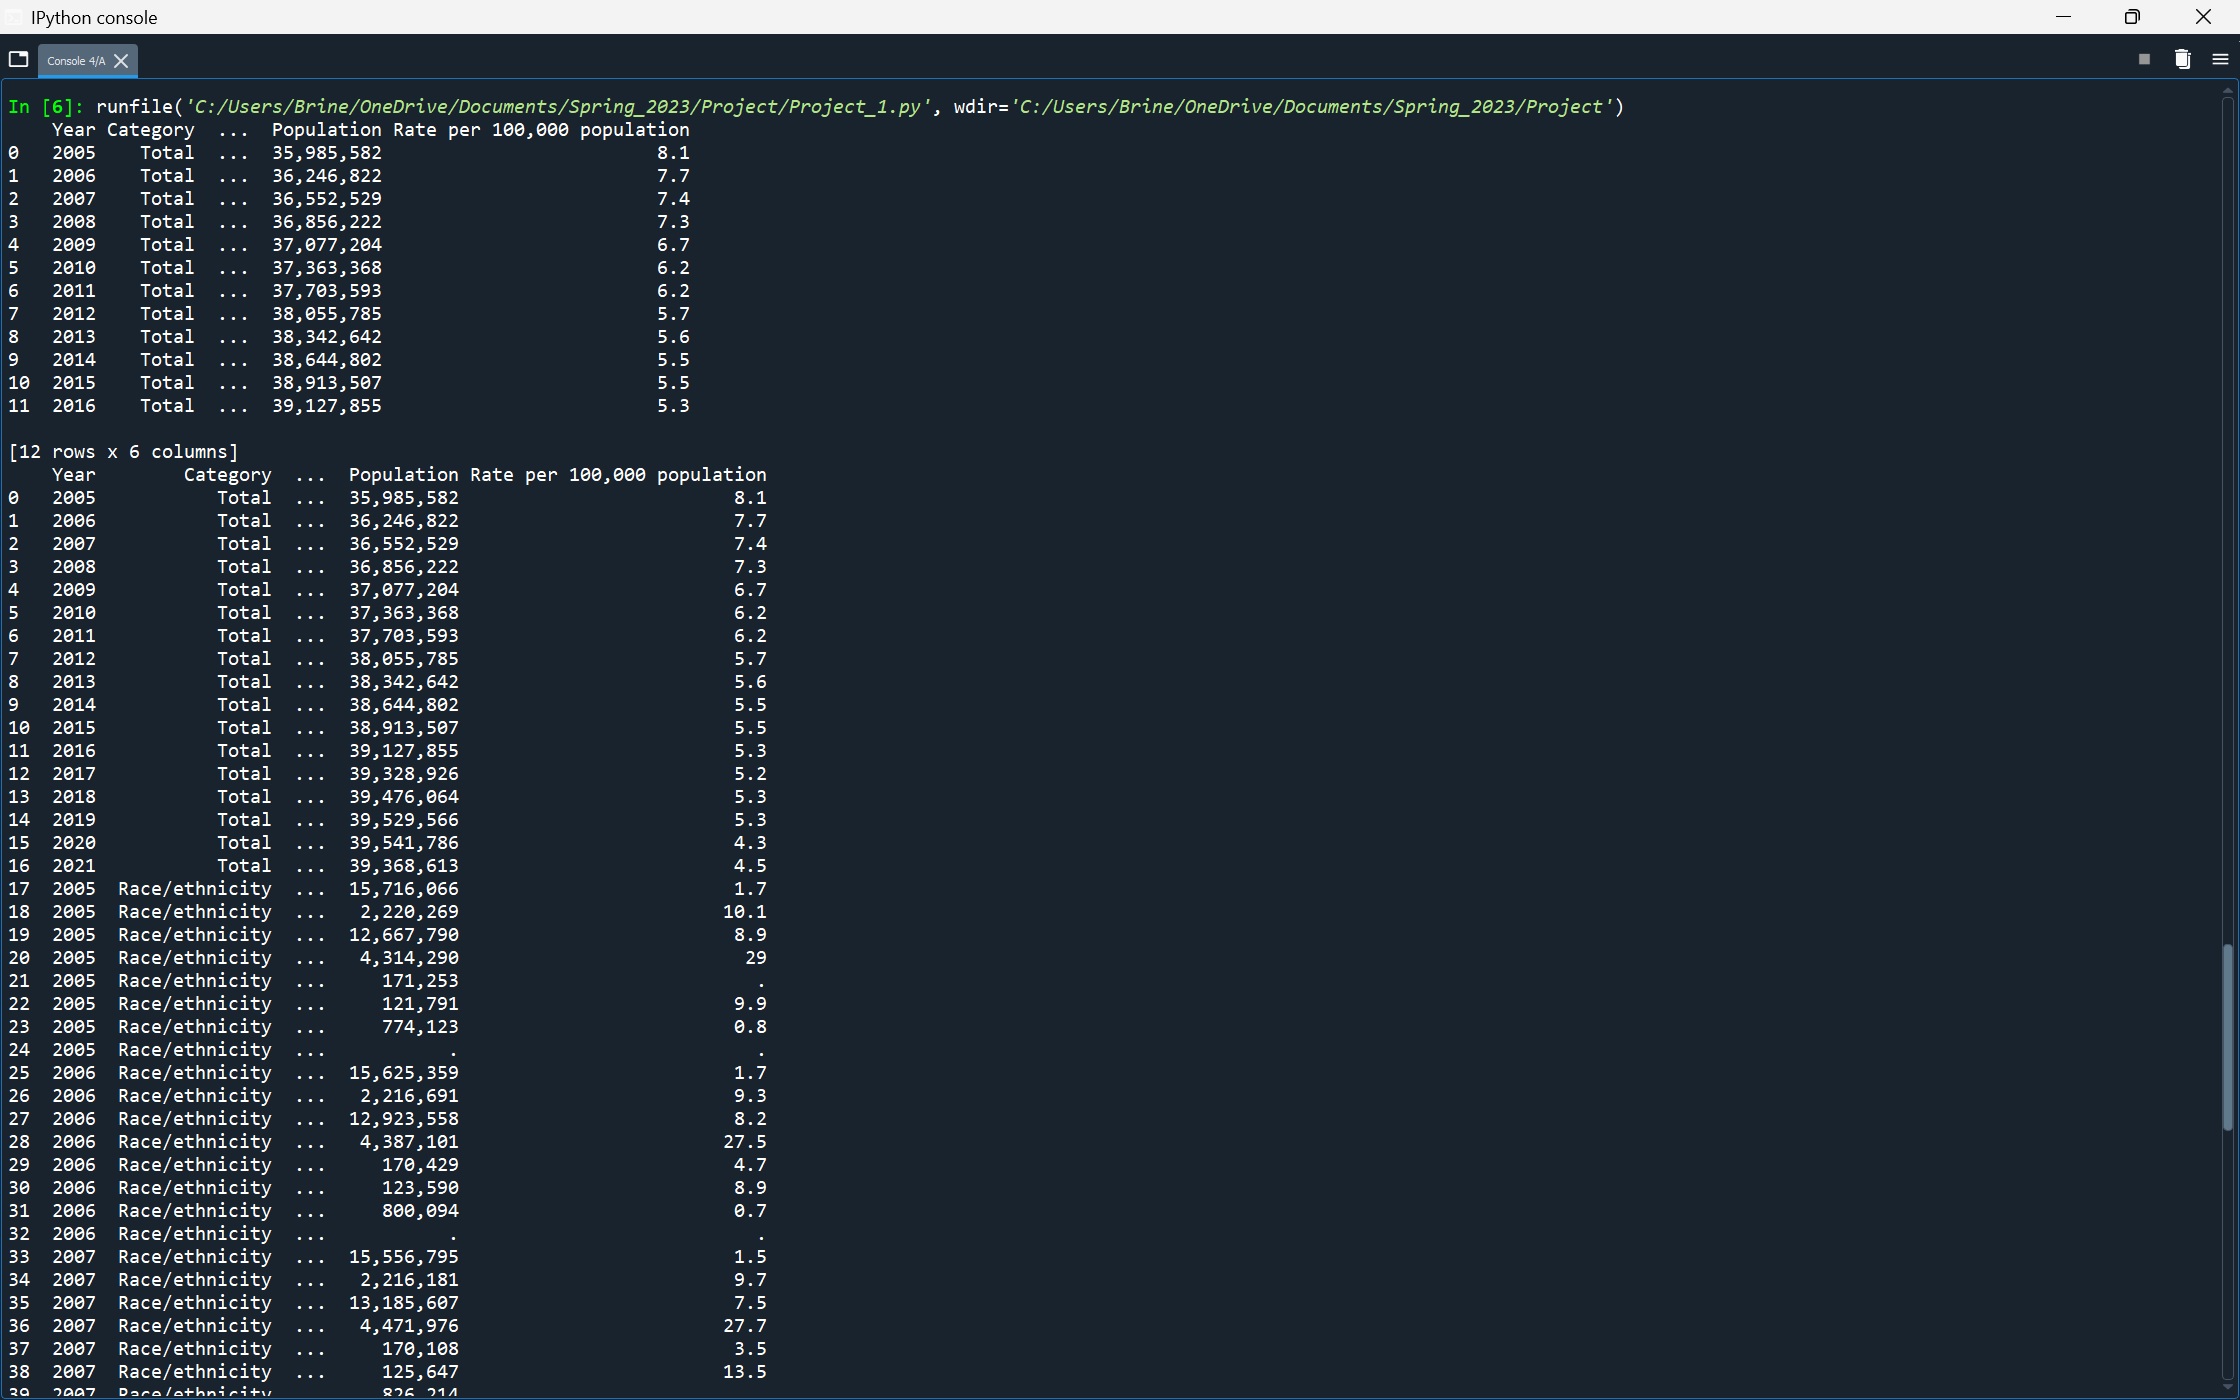 IPython console
Console 4/A
In [6]: runfile('C:/Users/Brine/OneDrive/Documents/Spring_2023/Project/Project_1.py', wdir='C:/Users/Brine/OneDrive/Documents/Spring_2023/Project')
Year Category ... Population Rate per 100,000 population
0 2005 Total ... 35,985,582 8.1
1 2006 Total ... 36,246,822 7.7
2 2007 Total ... 36,552,529 7.4
3 2008 Total ... 36,856,222 7.3
4 2009 Total ... 37,077,204 6.7
5 2010 Total ... 37,363,368 6.2
6 2011 Total ... 37,703,593 6.2
7 2012 Total ... 38,055,785 5.7
8 2013 Total ... 38,342,642 5.6
9 2014 Total ... 38,644,802 5.5
10 2015 Total ... 38,913,507 5.5
11 2016 Total ... 39,127,855 5.3
[12 rows x 6 columns]
Year Category ... Population Rate per 100,000 population
0 2005 Total ... 35,985,582 8.1
1 2006 Total ... 36,246,822 7.7
2 2007 Total ... 36,552,529 7.4
3 2008 Total ... 36,856,222 7.3
4 2009 Total ... 37,077,204 6.7
5 2010 Total ... 37,363,368 6.2
6 2011 Total ... 37,703,593 6.2
7 2012 Total ... 38,055,785 5.7
8 2013 Total ... 38,342,642 5.6
9 2014 Total ... 38,644,802 5.5
10 2015 Total ... 38,913,507 5.5
11 2016 Total ... 39,127,855 5.3
12 2017 Total ... 39,328,926 5.2
13 2018 Total ... 39,476,064 5.3
14 2019 Total ... 39,529,566 5.3
15 2020 Total ... 39,541,786 4.3
16 2021 Total ... 39,368,613 4.5
17 2005 Race/ethnicity ... 15,716,066 1.7
18 2005 Race/ethnicity ... 2,220,269 10.1
19 2005 Race/ethnicity ... 12,667,790 8.9
20 2005 Race/ethnicity ... 4,314,290 29
21 2005 Race/ethnicity ... 171,253 .
22 2005 Race/ethnicity ... 121,791 9.9
23 2005 Race/ethnicity ... 774,123 0.8
24 2005 Race/ethnicity ... . .
25 2006 Race/ethnicity ... 15,625,359 1.7
26 2006 Race/ethnicity ... 2,216,691 9.3
27 2006 Race/ethnicity ... 12,923,558 8.2
28 2006 Race/ethnicity ... 4,387,101 27.5
29 2006 Race/ethnicity ... 170,429 4.7
30 2006 Race/ethnicity ... 123,590 8.9
31 2006 Race/ethnicity ... 800,094 0.7
32 2006 Race/ethnicity ... . .
33 2007 Race/ethnicity ... 15,556,795 1.5
34 2007 Race/ethnicity ... 2,216,181 9.7
35 2007 Race/ethnicity ... 13,185,607 7.5
36 2007 Race/ethnicity ... 4,471,976 27.7
37 2007 Race/ethnicity ... 170,108 3.5
38 2007 Race/ethnicity ... 125,647 13.5
39 2007 Race/ethnicity 826,214